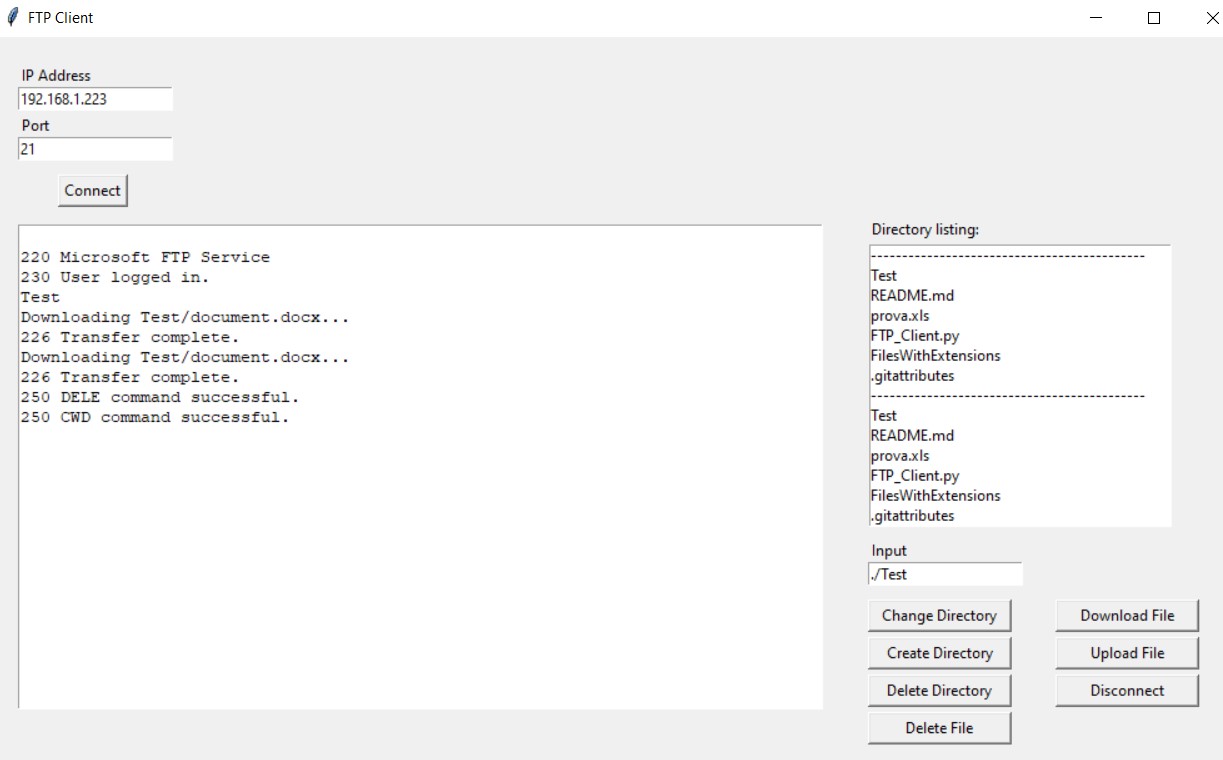 FTP Client
IP Address
192.168.1.223
Port
21
Connect
220 Microsoft FTP Service
230 User logged in.
Test
Downloading Test/document.docx...
226 Transfer complete.
Downloading Test/document.docx...
226 Transfer complete.
250 DELE command successful.
250 CWD command successful.
Directory listing:
--------------------------------------------
Test
README.md
prova.xls
FTP_Client.py
FilesWithExtensions
.gitattributes
--------------------------------------------
Test
README.md
prova.xls
FTP_Client.py
FilesWithExtensions
.gitattributes
Input
./Test
Change Directory
Download File
Create Directory
Upload File
Delete Directory
Disconnect
Delete File